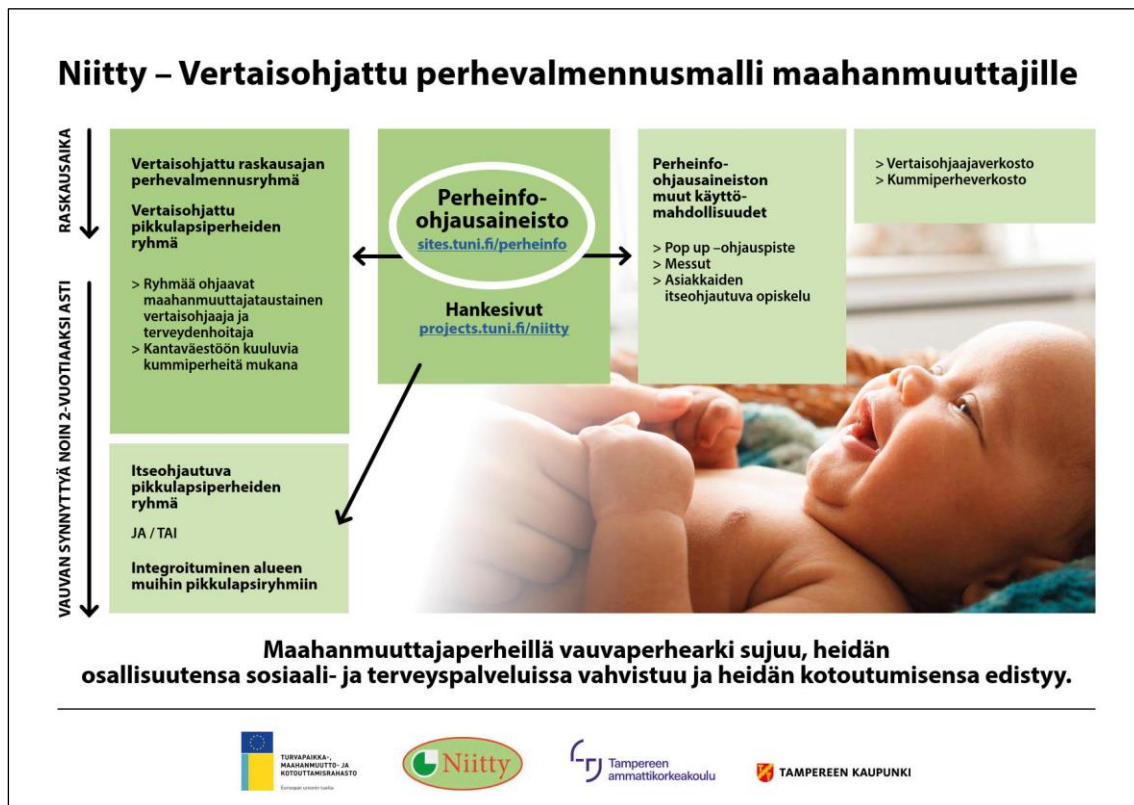 Niitty – Vertaisohjattu perhevalmennusmalli maahanmuuttajille
RASKAUSAIKA
VAUVAN SYNNYTTYÄ NOIN 2-VUOTIAAKSI ASTI
Vertaisohjattu raskausajan
perhevalmennusryhmä
Vertaisohjattu
pikkulapsiperheiden
ryhmä
> Ryhmää ohjaavat
maahanmuuttajataustainen
vertaisohjaaja ja
terveydenhoitaja
> Kantaväestöön kuuluvia
kummiperheitä mukana
Itseohjautuva
pikkulapsiperheiden
ryhmä
JA / TAI
Integroituminen alueen
muihin pikkulapsiryhmiin
Perheinfo-
ohjausaineisto
sites.tuni.fi/perheinfo
Hankesivut
projects.tuni.fi/niitty
Perheinfo-
ohjausaineiston
muut käyttö-
mahdollisuudet
> Pop up –ohjauspiste
> Messut
> Asiakkaiden
itseohjautuva opiskelu
> Vertaisohjaajaverkosto
> Kummiperheverkosto
Maahanmuuttajaperheillä vauvaperhearki sujuu, heidän
osallisuutensa sosiaali- ja terveyspalveluissa vahvistuu ja heidän kotoutumisensa edistyy.
TURVAPAIKKA-,
MAAHANMUUTTO- JA
KOTOUTTAMISRAHASTO
Euroopan unionin tuella
Niitty
Tampereen
ammattikorkeakoulu
TAMPEREEN KAUPUNKI